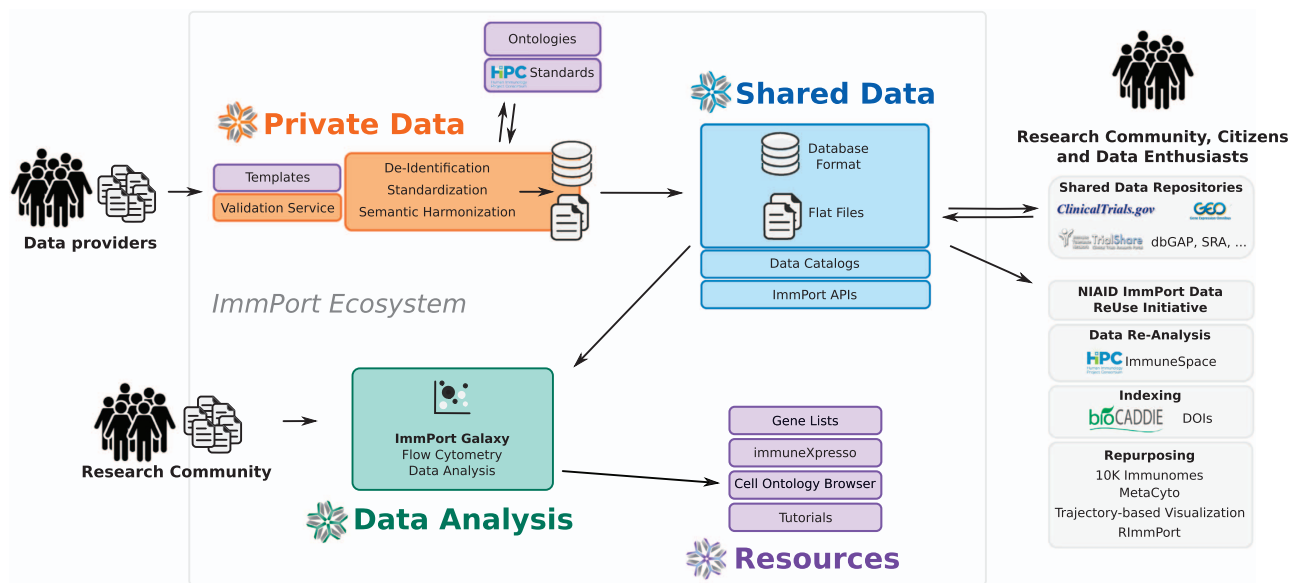 Ontologies
HIPC Standards
Private Data
Templates
Validation Service
De-Identification
Standardization
Semantic Harmonization
Data providers
ImmPort Ecosystem
Shared Data
Database
Format
Flat Files
Data Catalogs
ImmPort APIs
Research Community, Citizens
and Data Enthusiasts
Shared Data Repositories
ClinicalTrials.gov
GEO
TrialShare
dbGAP, SRA, ...
NIAID ImmPort Data
ReUse Initiative
Data Re-Analysis
HIPC ImmuneSpace
Indexing
bioCADDIE DOIs
Repurposing
10K Immunomes
MetaCyto
Trajectory-based Visualization
RImmPort
Research Community
ImmPort Galaxy
Flow Cytometry
Data Analysis
Data Analysis
Gene Lists
immuneXpresso
Cell Ontology Browser
Tutorials
Resources